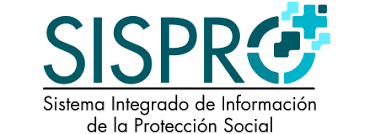 SISPRO
Sistema Integrado de Información
de la Protección Social